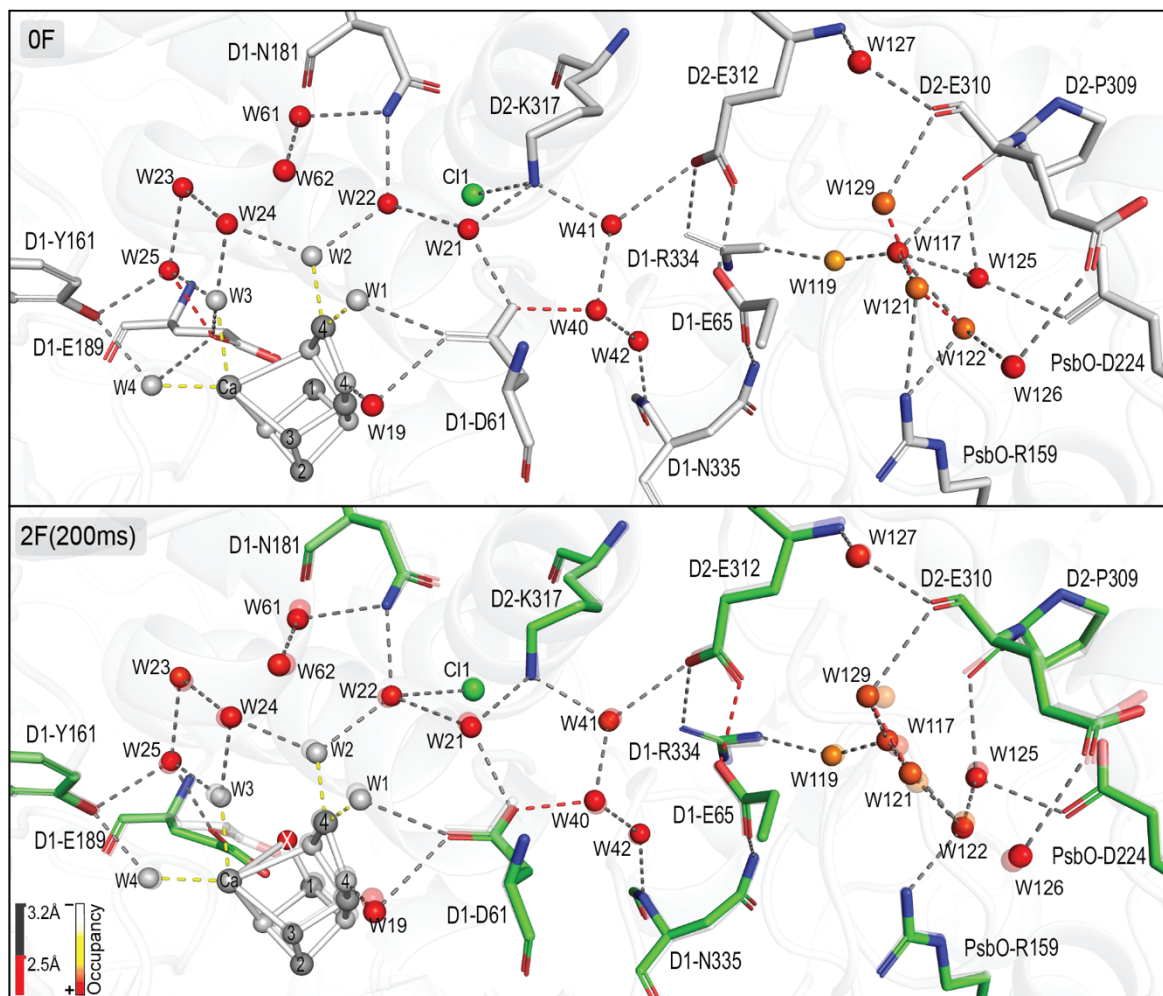 0F
D1-N181
W61
W62
W23
W24
W22
Cl1
W21
D2-K317
W41
D2-E312
W127
D2-E310
D2-P309
W129
W117
W125
W119
W121
W122
W126
D1-Y161
W25
W3
W2
W1
D1-R334
W40
W42
D1-E65
PsbO-D224
D1-E189
W4
Ca
4
4
1
3
2
W19
D1-D61
D1-N335
PsbO-R159
2F(200ms)
D1-N181
W61
W62
W23
W24
W22
Cl1
W21
D2-K317
W41
D2-E312
W127
D2-E310
D2-P309
W129
W117
W125
W119
W121
W122
W126
D1-Y161
W25
W3
W2
W1
D1-R334
W40
W42
D1-E65
PsbO-D224
D1-E189
W4
Ca
X
4
4
1
3
2
W19
D1-D61
D1-N335
PsbO-R159
3.2Å
2.5Å
−
+
Occupancy